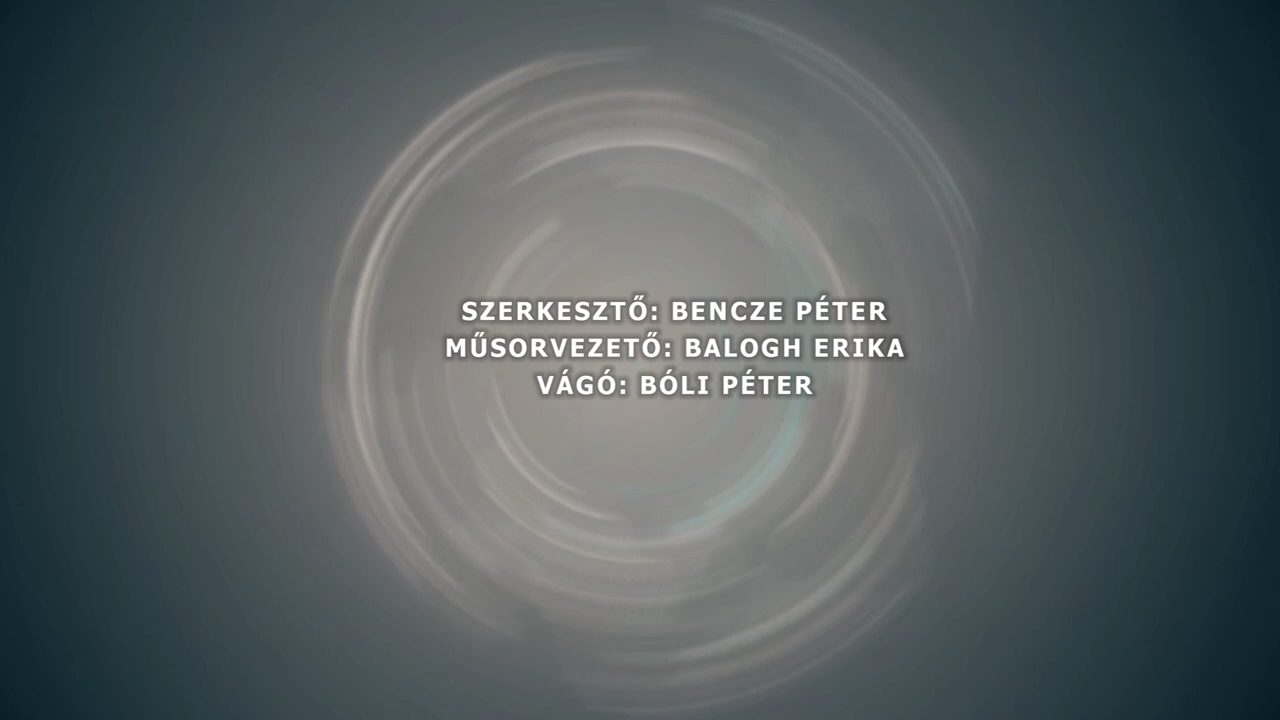 SZERKESZTŐ: BENCZE PÉTER
MŰSORVEZETŐ: BALOGH ERIKA
VÁGÓ: BÓLI PÉTER